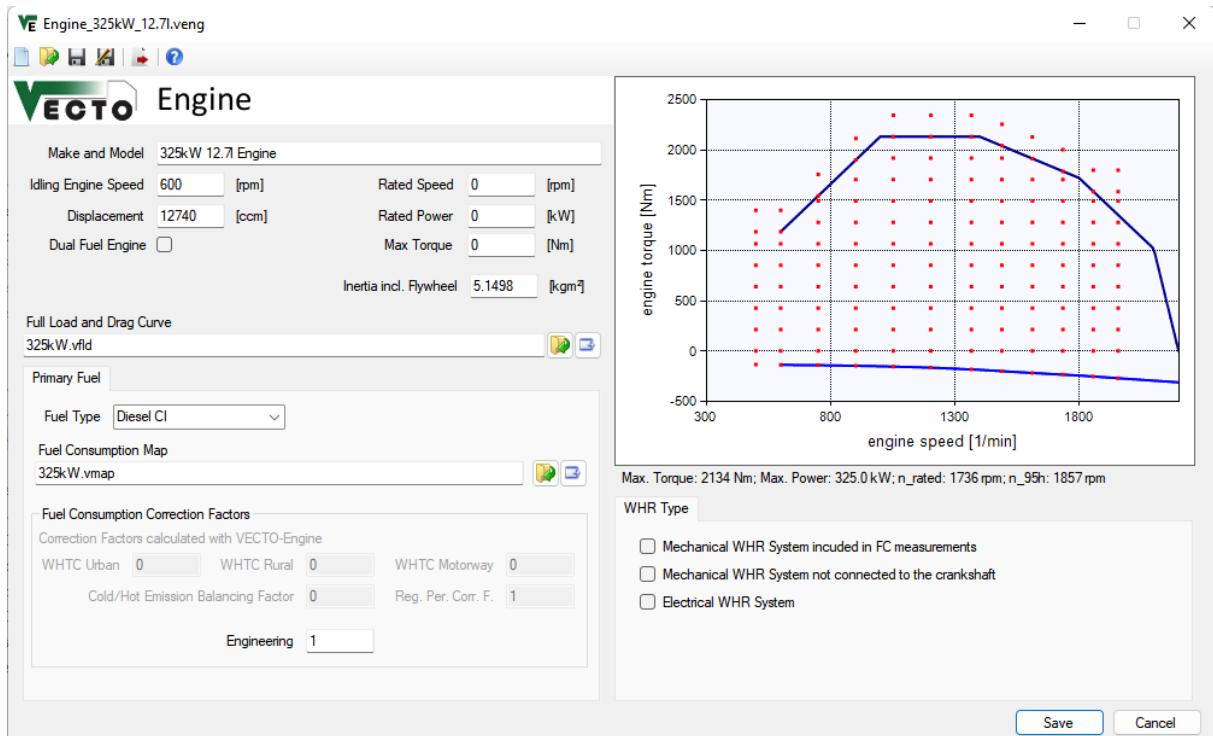 Engine_325kW_12.7l.veng
VECTO Engine
Make and Model 325kW 12.7l Engine
Idling Engine Speed 600 [rpm] Rated Speed 0 [rpm]
Displacement 12740 [ccm] Rated Power 0 [kW]
Dual Fuel Engine Max Torque 0 [Nm]
Inertia incl. Flywheel 5.1498 [kgm²]
Full Load and Drag Curve
325kW.vfld
Primary Fuel
Fuel Type Diesel CI
Fuel Consumption Map
325kW.vmap
Fuel Consumption Correction Factors
Correction Factors calculated with VECTO-Engine
WHTC Urban 0 WHTC Rural 0 WHTC Motorway 0
Cold/Hot Emission Balancing Factor 0 Reg. Per. Corr. F. 1
Engineering 1
engine torque [Nm]
2500
2000
1500
1000
500
0
-500
300 800 1300 1800
engine speed [1/min]
Max. Torque: 2134 Nm; Max. Power: 325.0 kW; n_rated: 1736 rpm; n_95h: 1857 rpm
WHR Type
Mechanical WHR System incuded in FC measurements
Mechanical WHR System not connected to the crankshaft
Electrical WHR System
Save Cancel